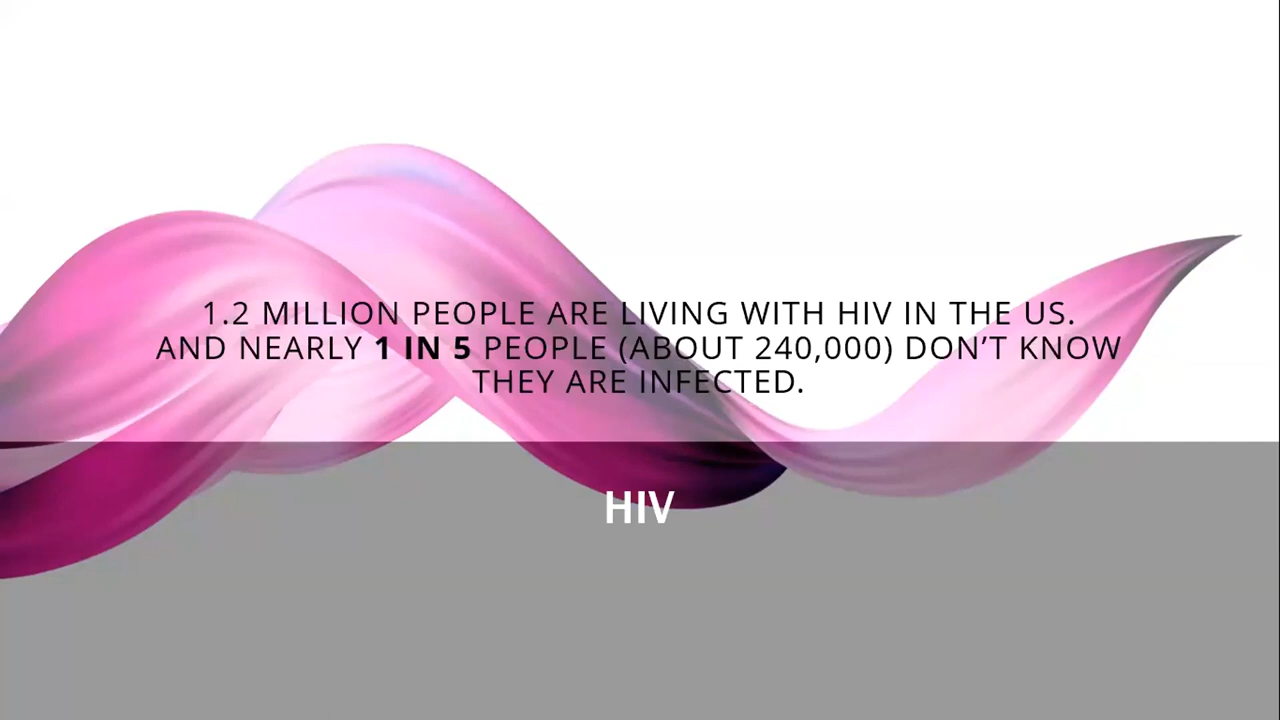 1.2 MILLION PEOPLE ARE LIVING WITH HIV IN THE US.
AND NEARLY 1 IN 5 PEOPLE (ABOUT 240,000) DON’T KNOW
THEY ARE INFECTED.
HIV